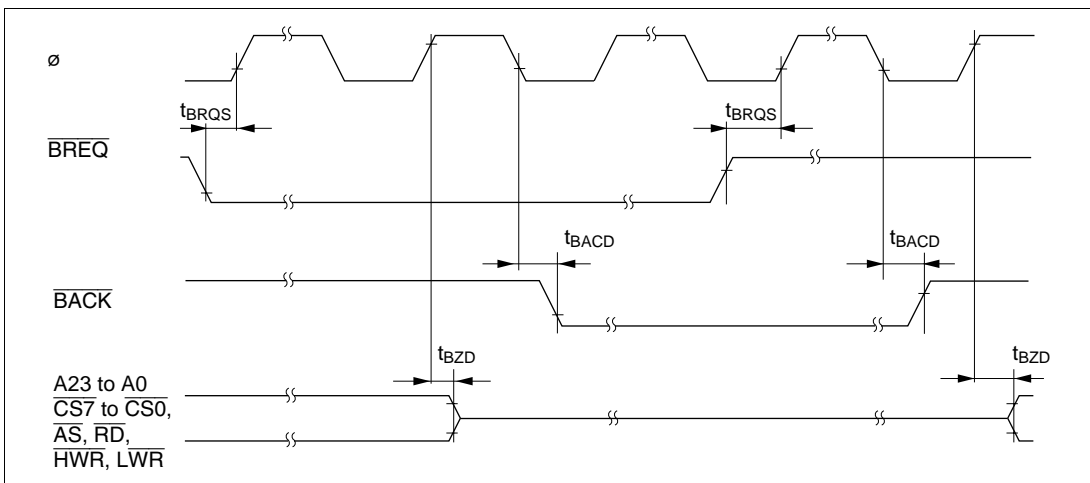 ø
tBRQS tBRQS
BREQ
tBACD tBACD
BACK
tBZD tBZD
A23 to A0
CS7 to CS0,
AS, RD,
HWR, LWR